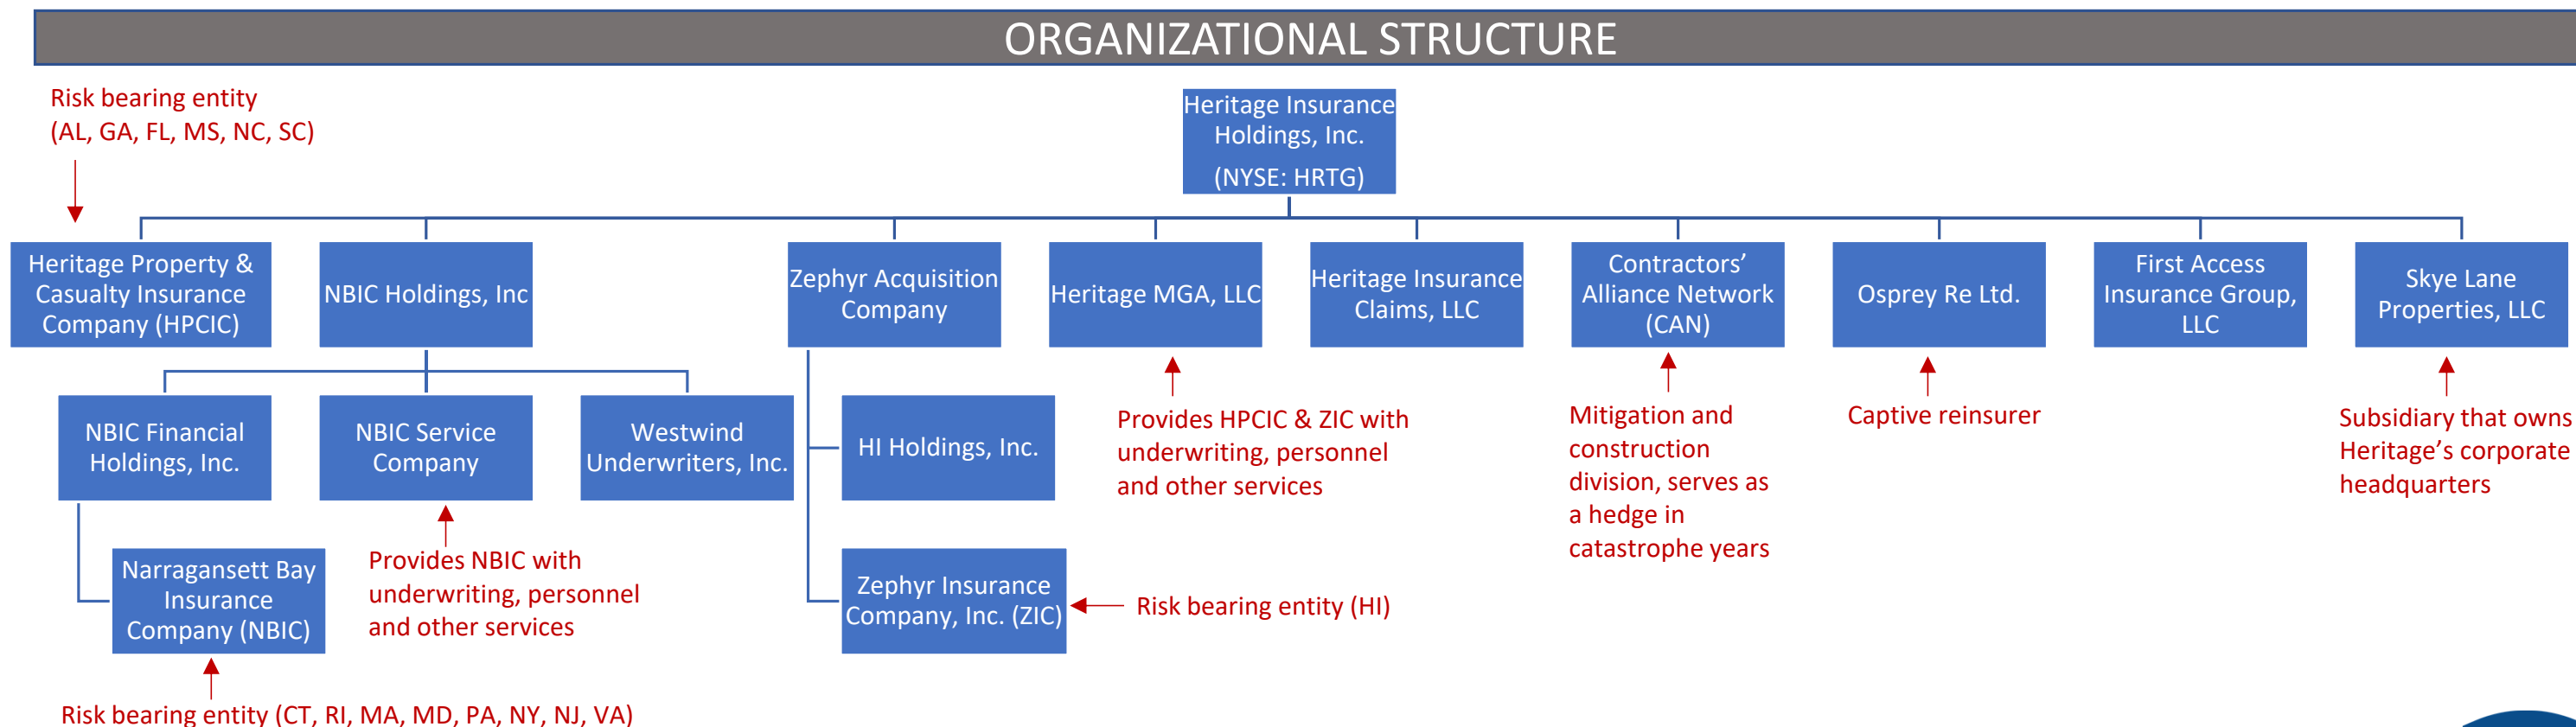 ORGANIZATIONAL STRUCTURE
Risk bearing entity
(AL, GA, FL, MS, NC, SC)
Heritage Insurance
Holdings, Inc.
(NYSE: HRTG)
Heritage Property &
Casualty Insurance
Company (HPCIC)
NBIC Holdings, Inc
Zephyr Acquisition
Company
Heritage MGA, LLC
Heritage Insurance
Claims, LLC
Contractors’
Alliance Network
(CAN)
Osprey Re Ltd.
First Access
Insurance Group,
LLC
Skye Lane
Properties, LLC
NBIC Financial
Holdings, Inc.
NBIC Service
Company
Westwind
Underwriters, Inc.
HI Holdings, Inc.
Provides HPCIC & ZIC with
underwriting, personnel
and other services
Mitigation and
construction
division, serves as
a hedge in
catastrophe years
Captive reinsurer
Subsidiary that owns
Heritage’s corporate
headquarters
Narragansett Bay
Insurance
Company (NBIC)
Provides NBIC with
underwriting, personnel
and other services
Zephyr Insurance
Company, Inc. (ZIC)
Risk bearing entity (HI)
Risk bearing entity (CT, RI, MA, MD, PA, NY, NJ, VA)